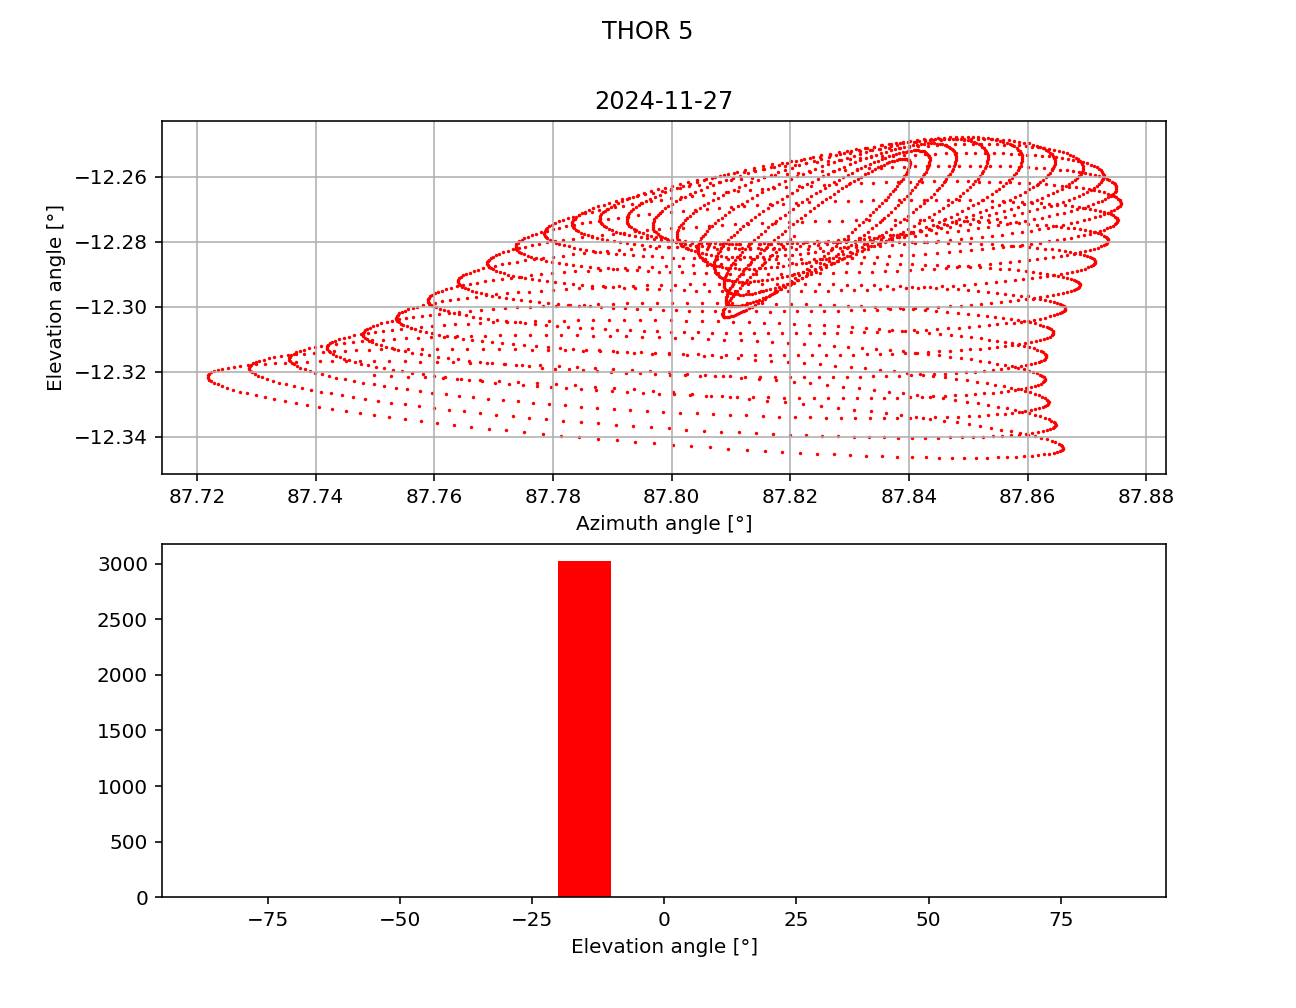 THOR 5
2024-11-27
Elevation angle [°]
−12.26
−12.28
−12.30
−12.32
−12.34
87.72 87.74 87.76 87.78 87.80 87.82 87.84 87.86 87.88
Azimuth angle [°]
3000
2500
2000
1500
1000
500
0
−75 −50 −25 0 25 50 75
Elevation angle [°]